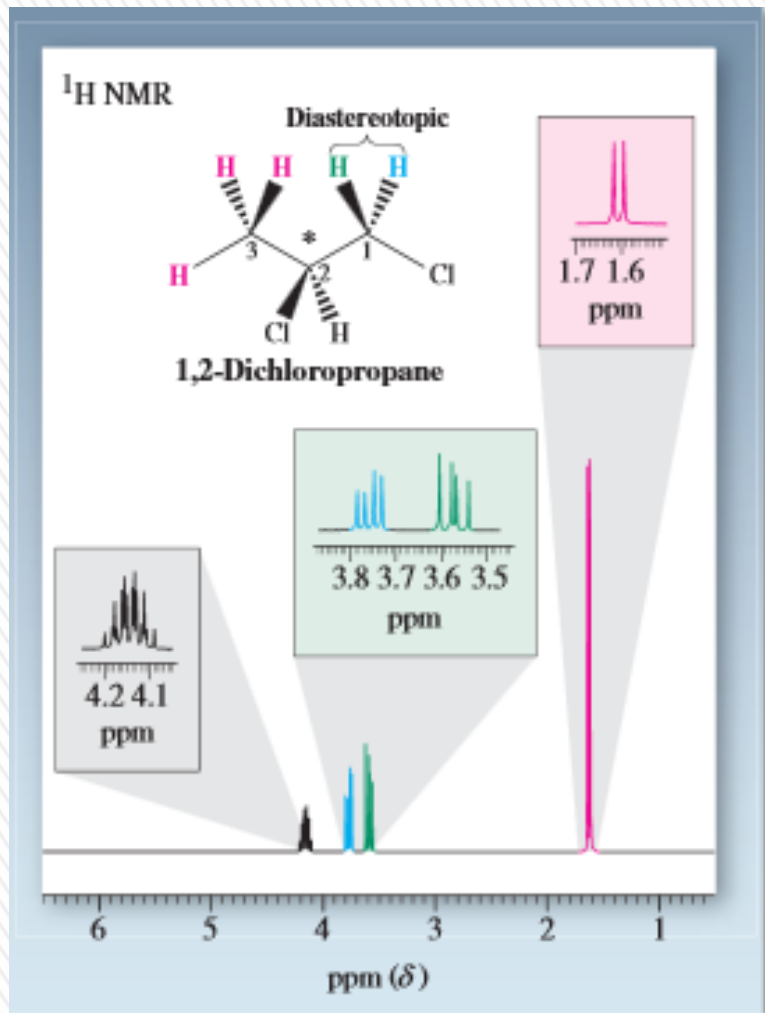 ¹H NMR
Diastereotopic
H H H H
*
3 2 1
H Cl
Cl H
1,2-Dichloropropane
1.7 1.6
ppm
3.8 3.7 3.6 3.5
ppm
4.2 4.1
ppm
6 5 4 3 2 1
ppm (δ)